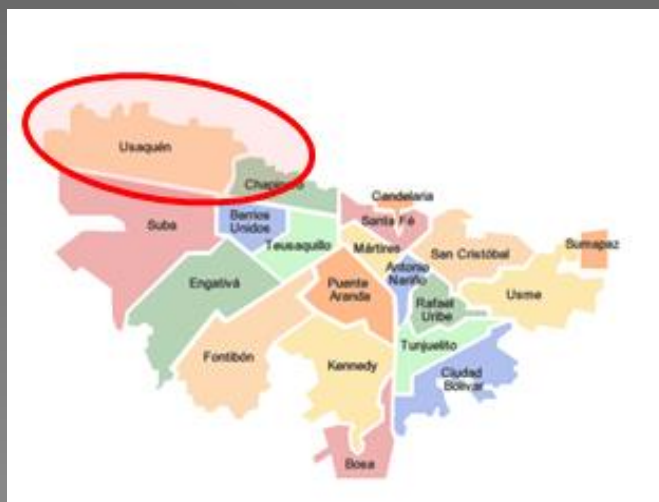 Usaquén
Chapinero
Candelaria
Suba
Barrios
Unidos
Santa Fé
Teusaquillo
Mártires
San Cristóbal
Sumapaz
Antonio
Nariño
Engativá
Puente
Aranda
Usme
Rafael
Uribe
Fontibón
Kennedy
Tunjuelito
Ciudad
Bolívar
Bosa